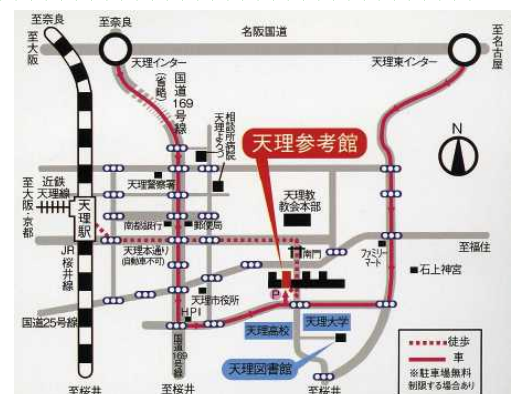 至奈良
至奈良
名阪国道
至大阪
至名古屋
天理インター
天理東インター
(省略)
国道169号線
相談所病院
天理よろづ
天理参考館
N
天理警察署
天理教
教会本部
近鉄
天理線
至大阪・京都
天理駅
南都銀行
郵便局
天理本通り
(自動車不可)
南門
ファミリー
マート
至福住
石上神宮
JR
桜井線
天理市役所
HPI
P
国道25号線
国道169号線
天理高校
天理大学
天理図書館
徒歩
車
※駐車場無料
制限する場合あり
至桜井
至桜井
至桜井